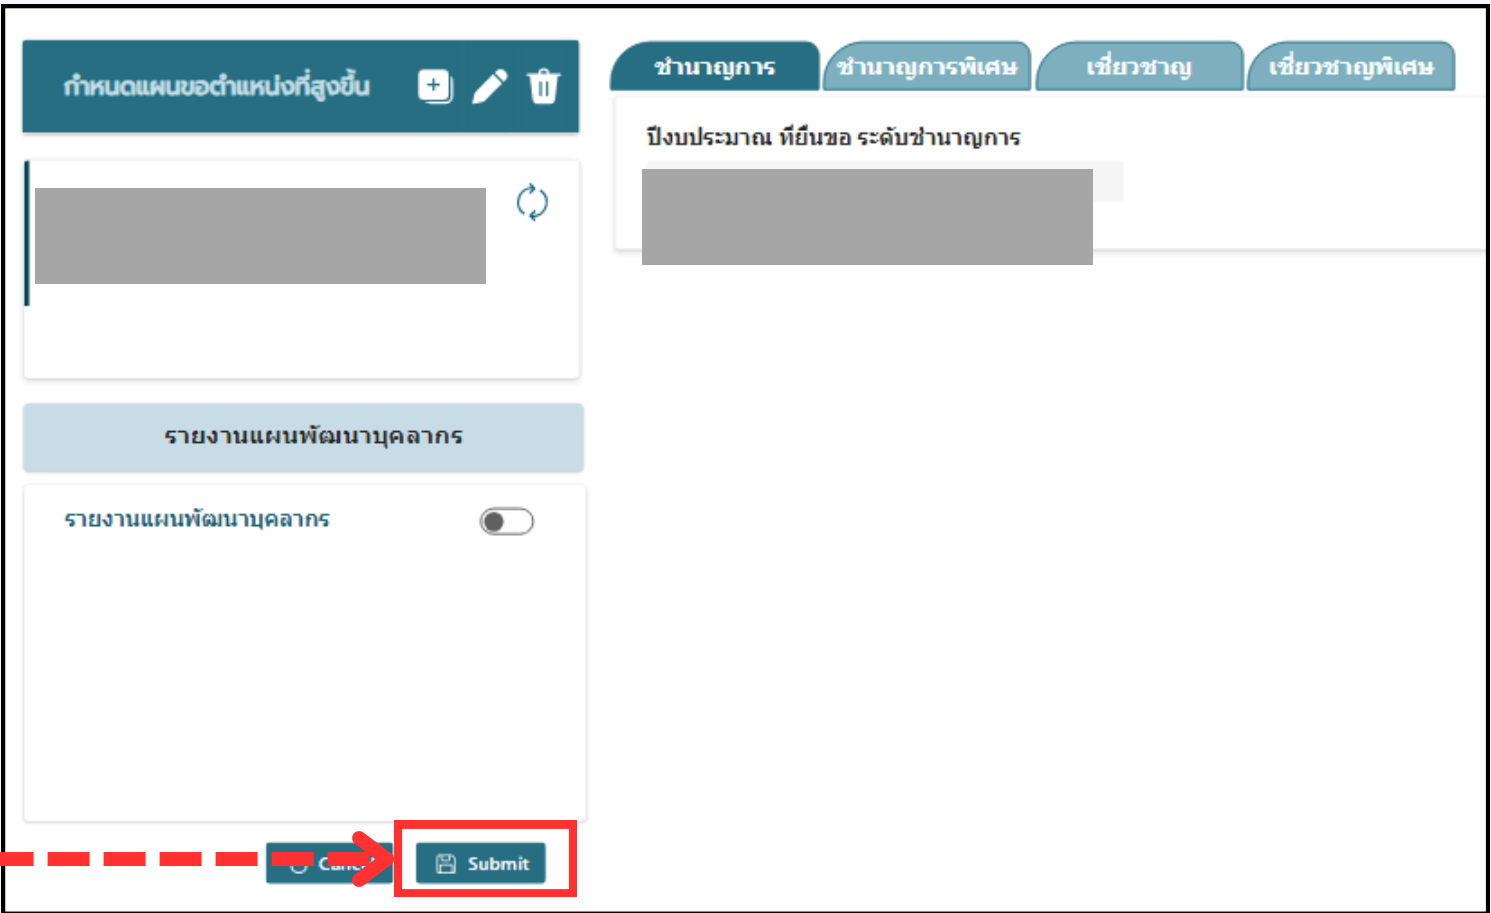 กำหนดแผนขอตำแหน่งที่สูงขึ้น
ชำนาญการ
ชำนาญการพิเศษ
เชี่ยวชาญ
เชี่ยวชาญพิเศษ
ปีงบประมาณ ที่ยื่นขอ ระดับชำนาญการ
รายงานแผนพัฒนาบุคลากร
รายงานแผนพัฒนาบุคลากร
Submit